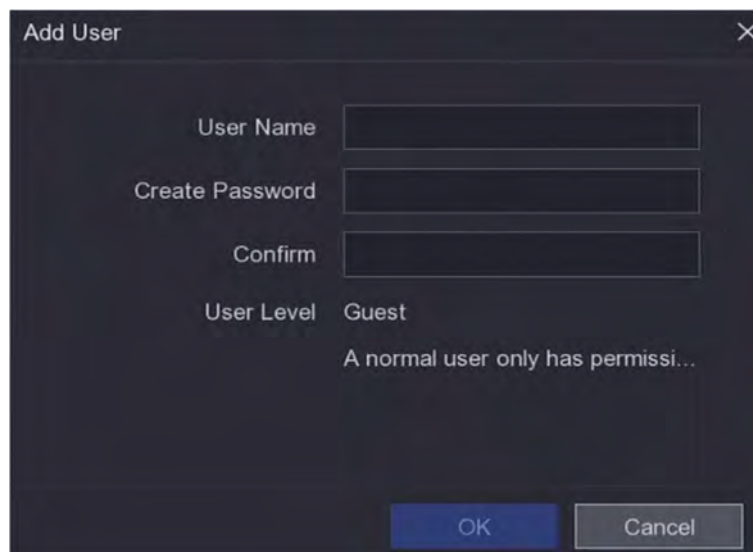 Add User
User Name
Create Password
Confirm
User Level Guest
A normal user only has permissi...
OK Cancel